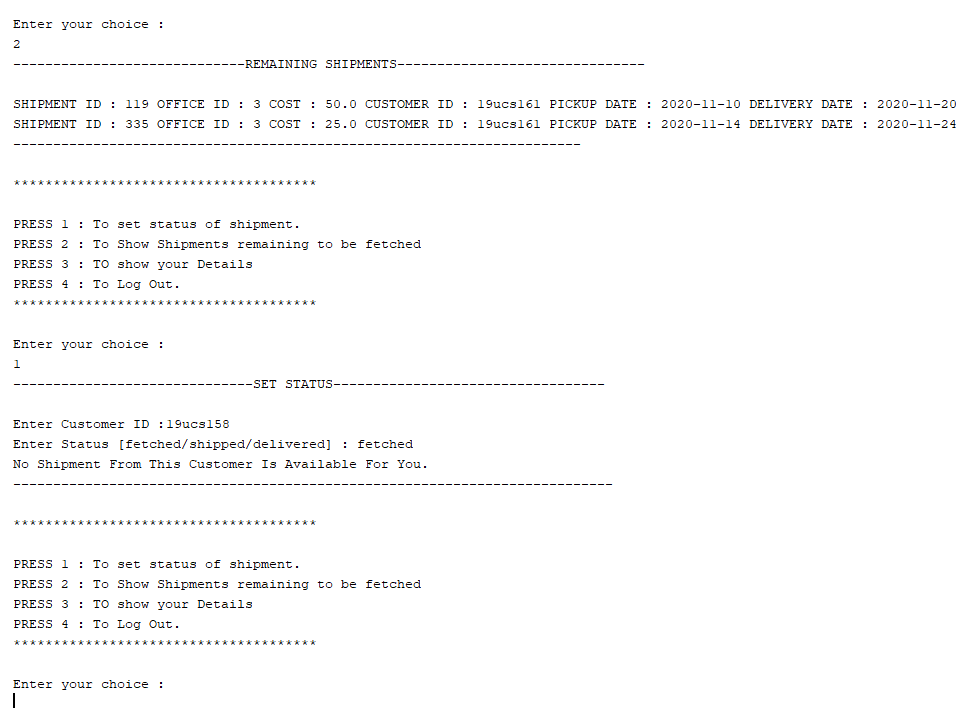 Enter your choice :
2
-----------------------------REMAINING SHIPMENTS-------------------------------
SHIPMENT ID : 119 OFFICE ID : 3 COST : 50.0 CUSTOMER ID : 19ucs161 PICKUP DATE : 2020-11-10 DELIVERY DATE : 2020-11-20
SHIPMENT ID : 335 OFFICE ID : 3 COST : 25.0 CUSTOMER ID : 19ucs161 PICKUP DATE : 2020-11-14 DELIVERY DATE : 2020-11-24
-----------------------------------------------------------------------
**************************************
PRESS 1 : To set status of shipment.
PRESS 2 : To Show Shipments remaining to be fetched
PRESS 3 : TO show your Details
PRESS 4 : To Log Out.
**************************************
Enter your choice :
1
------------------------------SET STATUS----------------------------------
Enter Customer ID :19ucs158
Enter Status [fetched/shipped/delivered] : fetched
No Shipment From This Customer Is Available For You.
---------------------------------------------------------------------------
**************************************
PRESS 1 : To set status of shipment.
PRESS 2 : To Show Shipments remaining to be fetched
PRESS 3 : TO show your Details
PRESS 4 : To Log Out.
**************************************
Enter your choice :